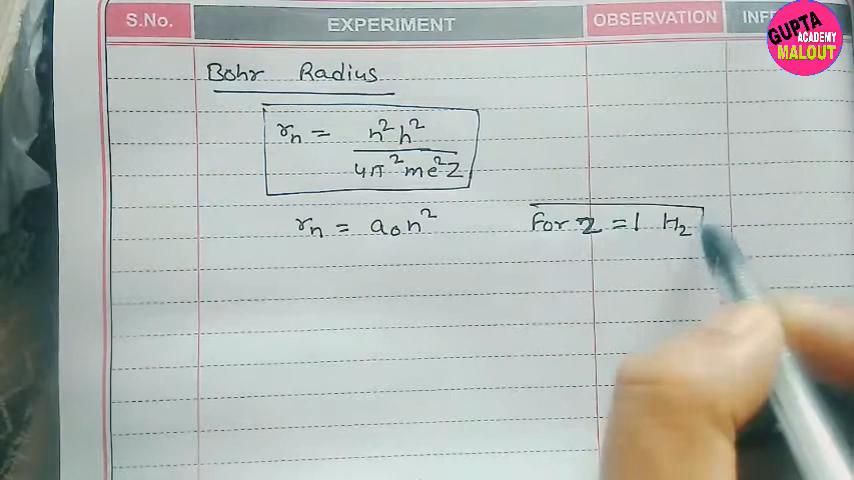 S.No. EXPERIMENT OBSERVATION
GUPTA
ACADEMY
MALOUT
Bohr Radius
rₙ = n²h² / 4π²me²Z
rₙ = a₀n² For Z = 1 H₂